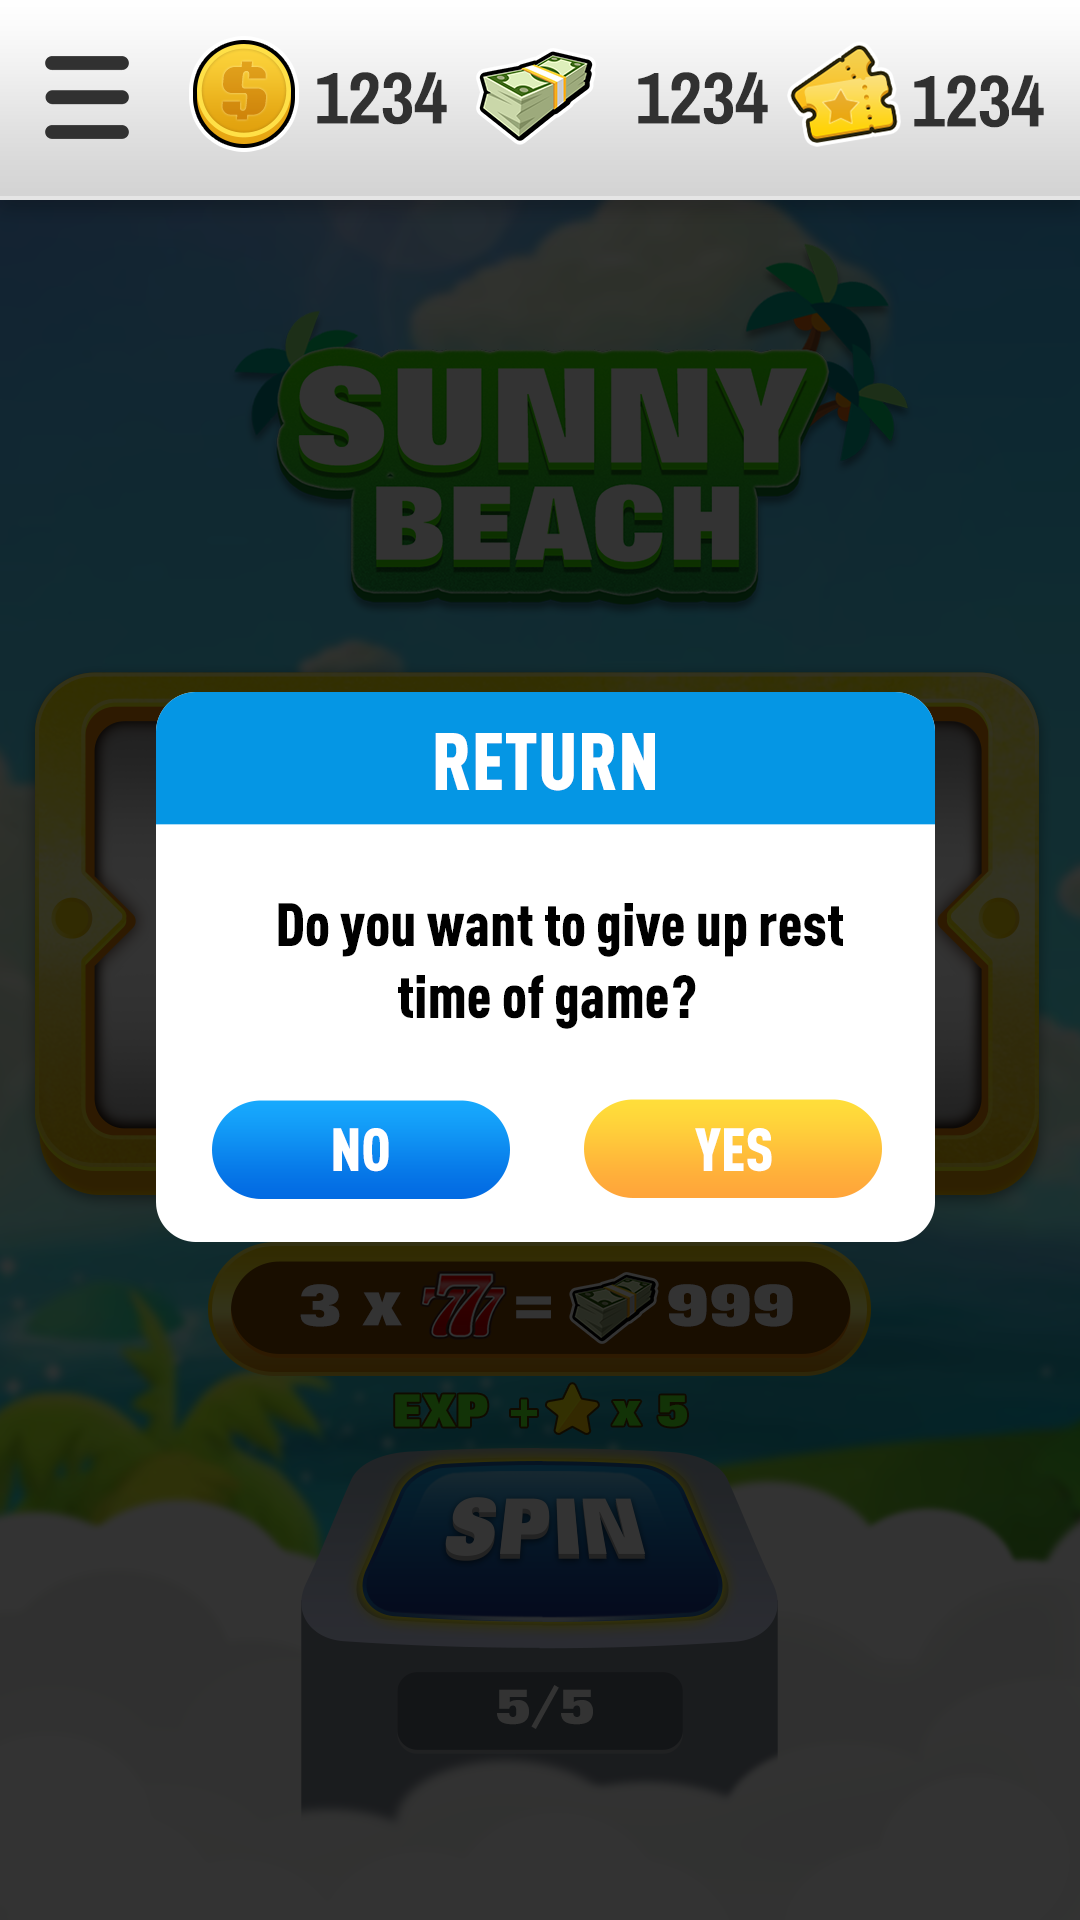 1234 1234 1234
SUNNY
BEACH
RETURN
Do you want to give up rest
time of game?
NO YES
3 x 777 = 999
EXP + x 5
SPIN
5/5